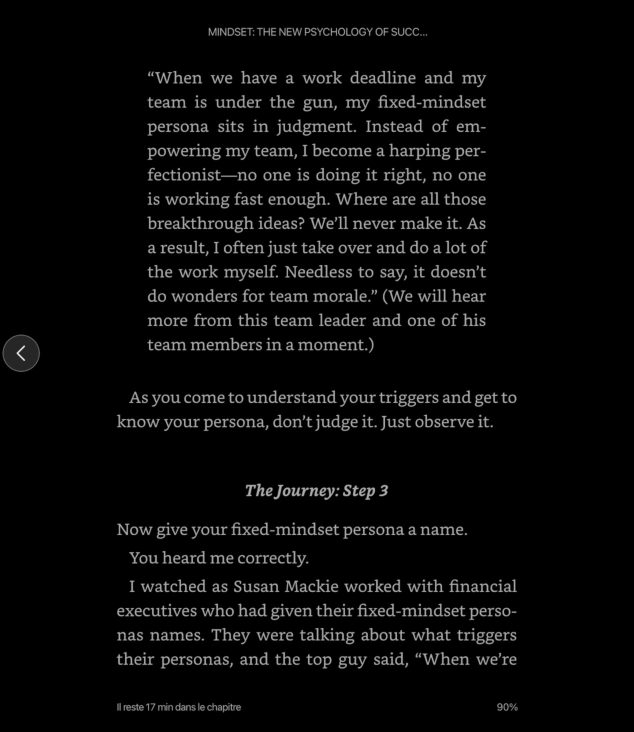 MINDSET: THE NEW PSYCHOLOGY OF SUCC...
“When we have a work deadline and my
team is under the gun, my fixed-mindset
persona sits in judgment. Instead of em-
powering my team, I become a harping per-
fectionist—no one is doing it right, no one
is working fast enough. Where are all those
breakthrough ideas? We’ll never make it. As
a result, I often just take over and do a lot of
the work myself. Needless to say, it doesn’t
do wonders for team morale.” (We will hear
more from this team leader and one of his
team members in a moment.)
As you come to understand your triggers and get to
know your persona, don’t judge it. Just observe it.
The Journey: Step 3
Now give your fixed-mindset persona a name.
You heard me correctly.
I watched as Susan Mackie worked with financial
executives who had given their fixed-mindset perso-
nas names. They were talking about what triggers
their personas, and the top guy said, “When we’re
Il reste 17 min dans le chapitre
90%